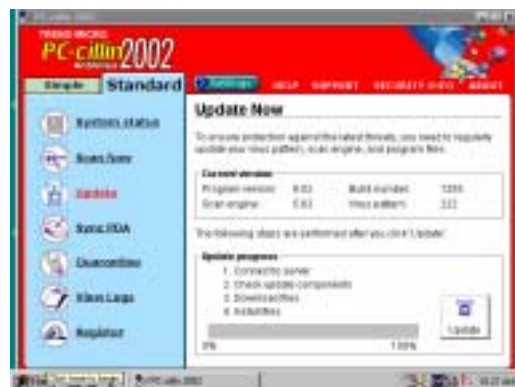 TREND MICRO
PC-cillin 2002
Simple Standard
HELP SUPPORT SECURITY INFO ABOUT
Update Now
To ensure protection against the latest threats, you need to regularly
update your virus pattern, scan engine, and program files.
Current version
Program version: Build number:
Scan engine: Virus pattern:
The following steps are performed after you click Update:
Update progress
1. Connect to server
2. Check update components
3. Download files
4. Install files
Update
0% 100%
System status
Scan Now
Update
Sync PDA
Quarantine
View Logs
Register